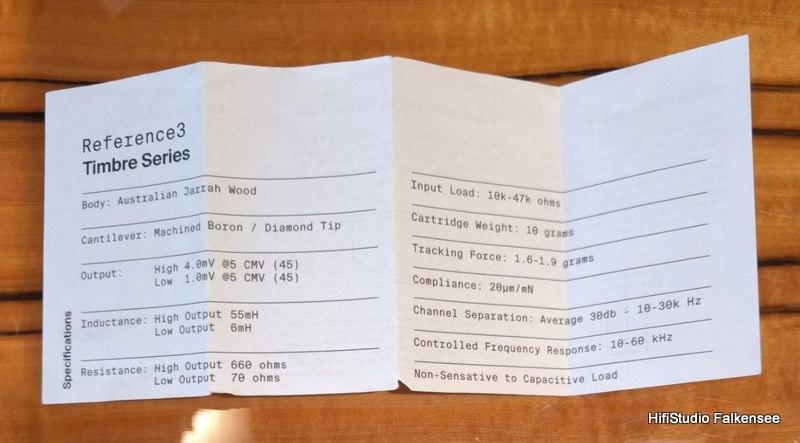 Reference3
Timbre Series
Body: Australian Jarrah Wood
Cantilever: Machined Boron / Diamond Tip
Output: High 4.0mV @5 CMV (45)
Low 1.0mV @5 CMV (45)
Inductance: High Output 55mH
Low Output 6mH
Resistance: High Output 660 ohms
Low Output 70 ohms
Specifications
Input Load: 10k-47k ohms
Cartridge Weight: 10 grams
Tracking Force: 1.6-1.9 grams
Compliance: 20µm/mN
Channel Separation: Average 30db - 10-30k Hz
Controlled Frequency Response: 10-60 kHz
Non-Sensative to Capacitive Load
HifiStudio Falkensee